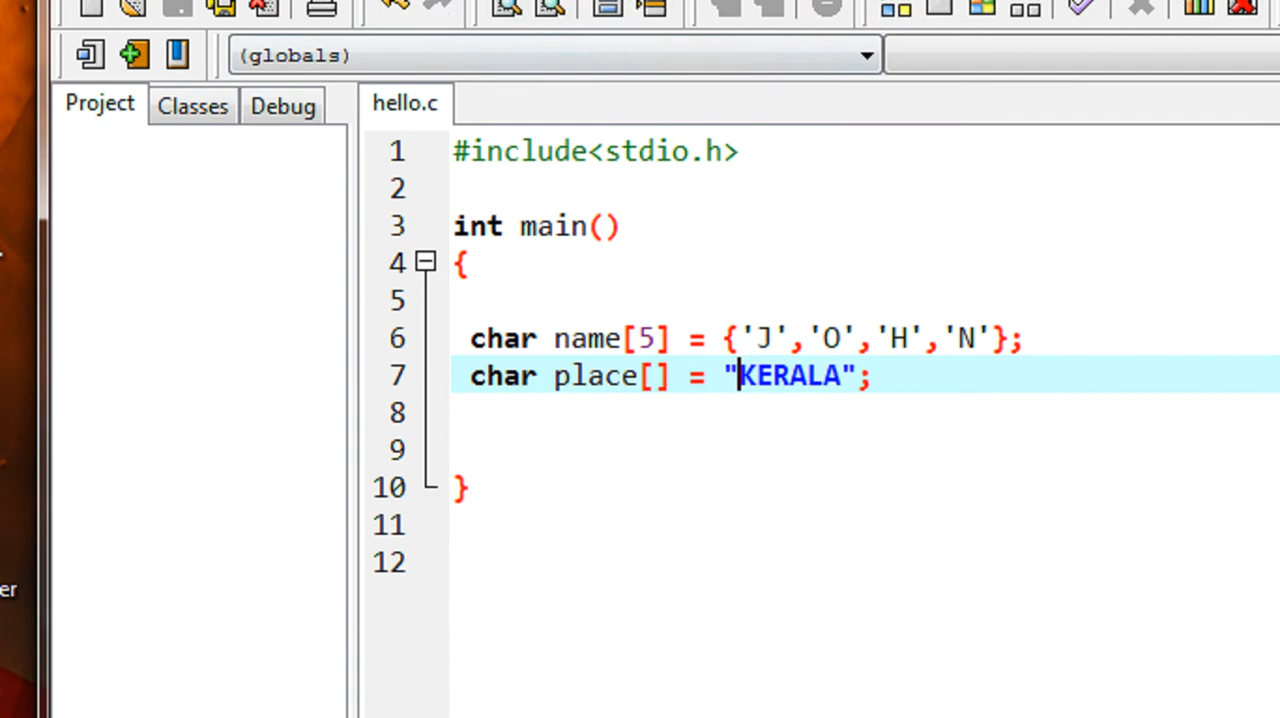 (globals)
Project Classes Debug
hello.c
1 #include<stdio.h>
2
3 int main()
4 {
5
6 char name[5] = {'J','O','H','N'};
7 char place[] = "KERALA";
8
9
10 }
11
12
er